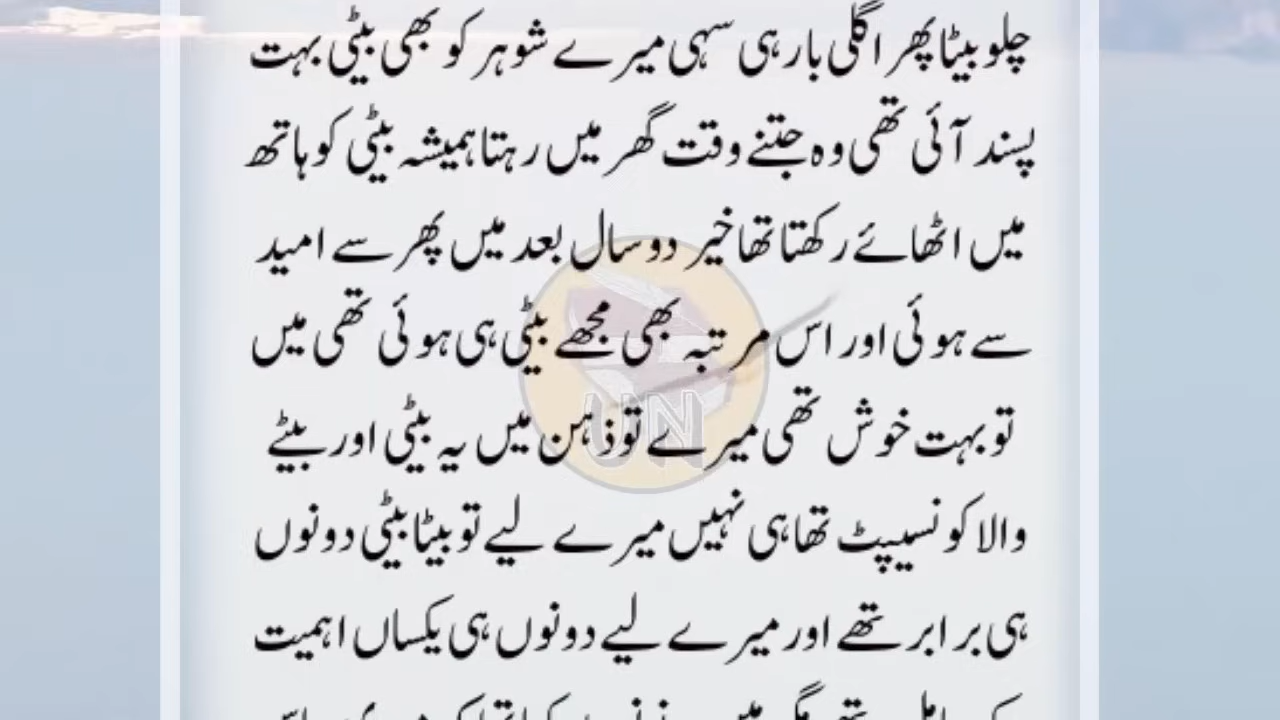 چلو بیٹا پھر اگلی بار ہی سہی میرے شوہر کو بھی بیٹی بہت
پسند آئی تھی وہ جتنے وقت گھر میں رہتا ہمیشہ بیٹی کو ہاتھ
میں اٹھائے رکھتا تھا خیر دو سال بعد میں پھر سے امید
سے ہوئی اور اس مرتبہ بھی مجھے بیٹی ہی ہوئی تھی میں
تو بہت خوش تھی میرے تو ذہن میں یہ بیٹی اور بیٹے
والا کونسیپٹ تھا ہی نہیں میرے لیے تو بیٹا بیٹی دونوں
ہی برابر تھے اور میرے لیے دونوں ہی یکساں اہمیت
UN